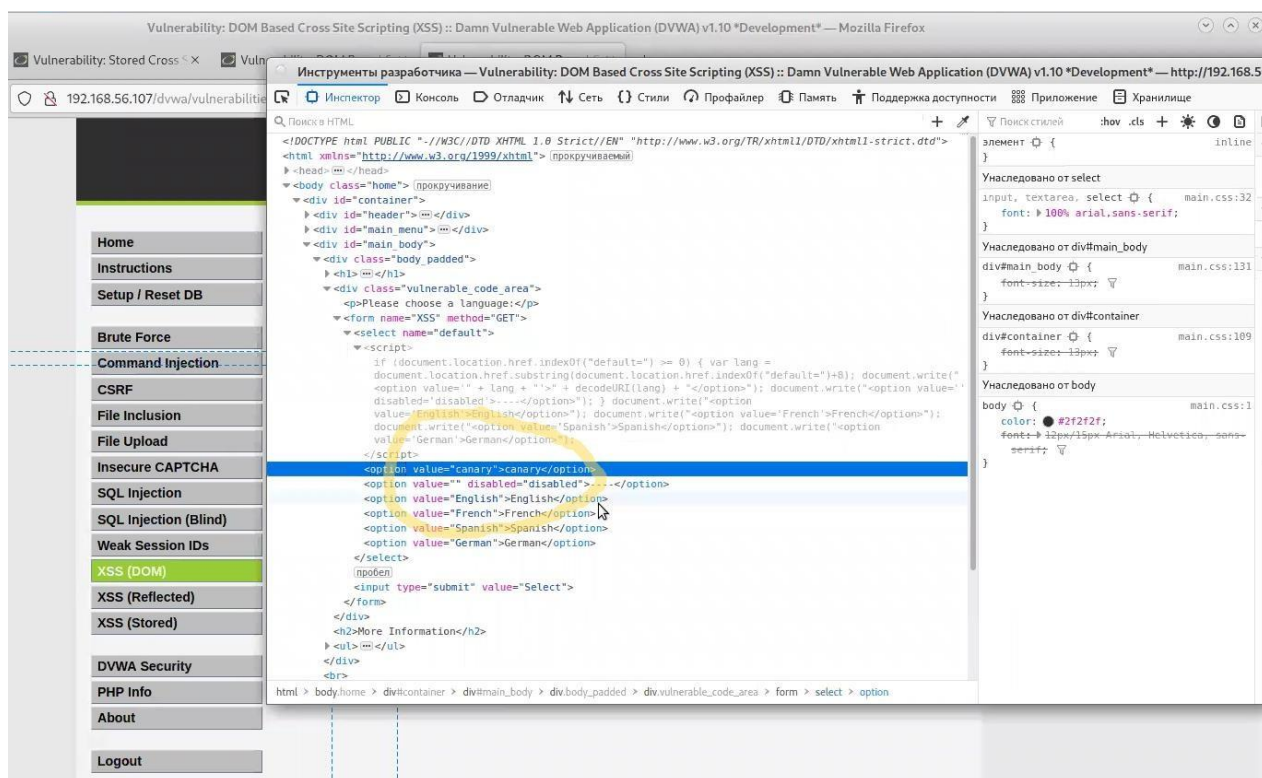 Vulnerability: DOM Based Cross Site Scripting (XSS) :: Damn Vulnerable Web Application (DVWA) v1.10 *Development* — Mozilla Firefox
Vulnerability: Stored Cross S
192.168.56.107/dvwa/vulnerabilitie
Home
Instructions
Setup / Reset DB
Brute Force
Command Injection
CSRF
File Inclusion
File Upload
Insecure CAPTCHA
SQL Injection
SQL Injection (Blind)
Weak Session IDs
XSS (DOM)
XSS (Reflected)
XSS (Stored)
DVWA Security
PHP Info
About
Logout
Инструменты разработчика — Vulnerability: DOM Based Cross Site Scripting (XSS) :: Damn Vulnerable Web Application (DVWA) v1.10 *Development* — http://192.168.5
Инспектор Консоль Отладчик Сеть Стили Профайлер Память Поддержка доступности Приложение Хранилище
Поиск в HTML
<!DOCTYPE html PUBLIC "-//W3C//DTD XHTML 1.0 Strict//EN" "http://www.w3.org/TR/xhtml1/DTD/xhtml1-strict.dtd">
<html xmlns="http://www.w3.org/1999/xhtml"> прокручиваемый
<head> </head>
<body class="home"> прокручивание
<div id="container">
<div id="header"> </div>
<div id="main_menu"> </div>
<div id="main_body">
<div class="body_padded">
<h1> </h1>
<div class="vulnerable_code_area">
<p>Please choose a language:</p>
<form name="XSS" method="GET">
<select name="default">
<script>
if (document.location.href.indexOf("default=") >= 0) { var lang =
document.location.href.substring(document.location.href.indexOf("default=")+8); document.write("
<option value='" + lang + "'>" + decodeURI(lang) + "</option>"); document.write("<option value=''
disabled='disabled'>----</option>"); } document.write("<option
value='English'>English</option>"); document.write("<option value='French'>French</option>");
document.write("<option value='Spanish'>Spanish</option>"); document.write("<option
value='German'>German</option>");
</script>
<option value="canary">canary</option>
<option value="" disabled="disabled">----</option>
<option value="English">English</option>
<option value="French">French</option>
<option value="Spanish">Spanish</option>
<option value="German">German</option>
</select>
пробел
<input type="submit" value="Select">
</form>
</div>
<h2>More Information</h2>
<ul> </ul>
</div>
<br>
html > body.home > div#container > div#main_body > div.body_padded > div.vulnerable_code_area > form > select > option
Поиск стилей :hov .cls
элемент { inline
}
Унаследовано от select
input, textarea, select { main.css:32
font: 100% arial,sans-serif;
}
Унаследовано от div#main_body
div#main_body { main.css:131
font-size: 13px;
}
Унаследовано от div#container
div#container { main.css:109
font-size: 13px;
}
Унаследовано от body
body { main.css:1
color: #2f2f2f;
font: 12px/15px Arial, Helvetica, sans-
serif;
}